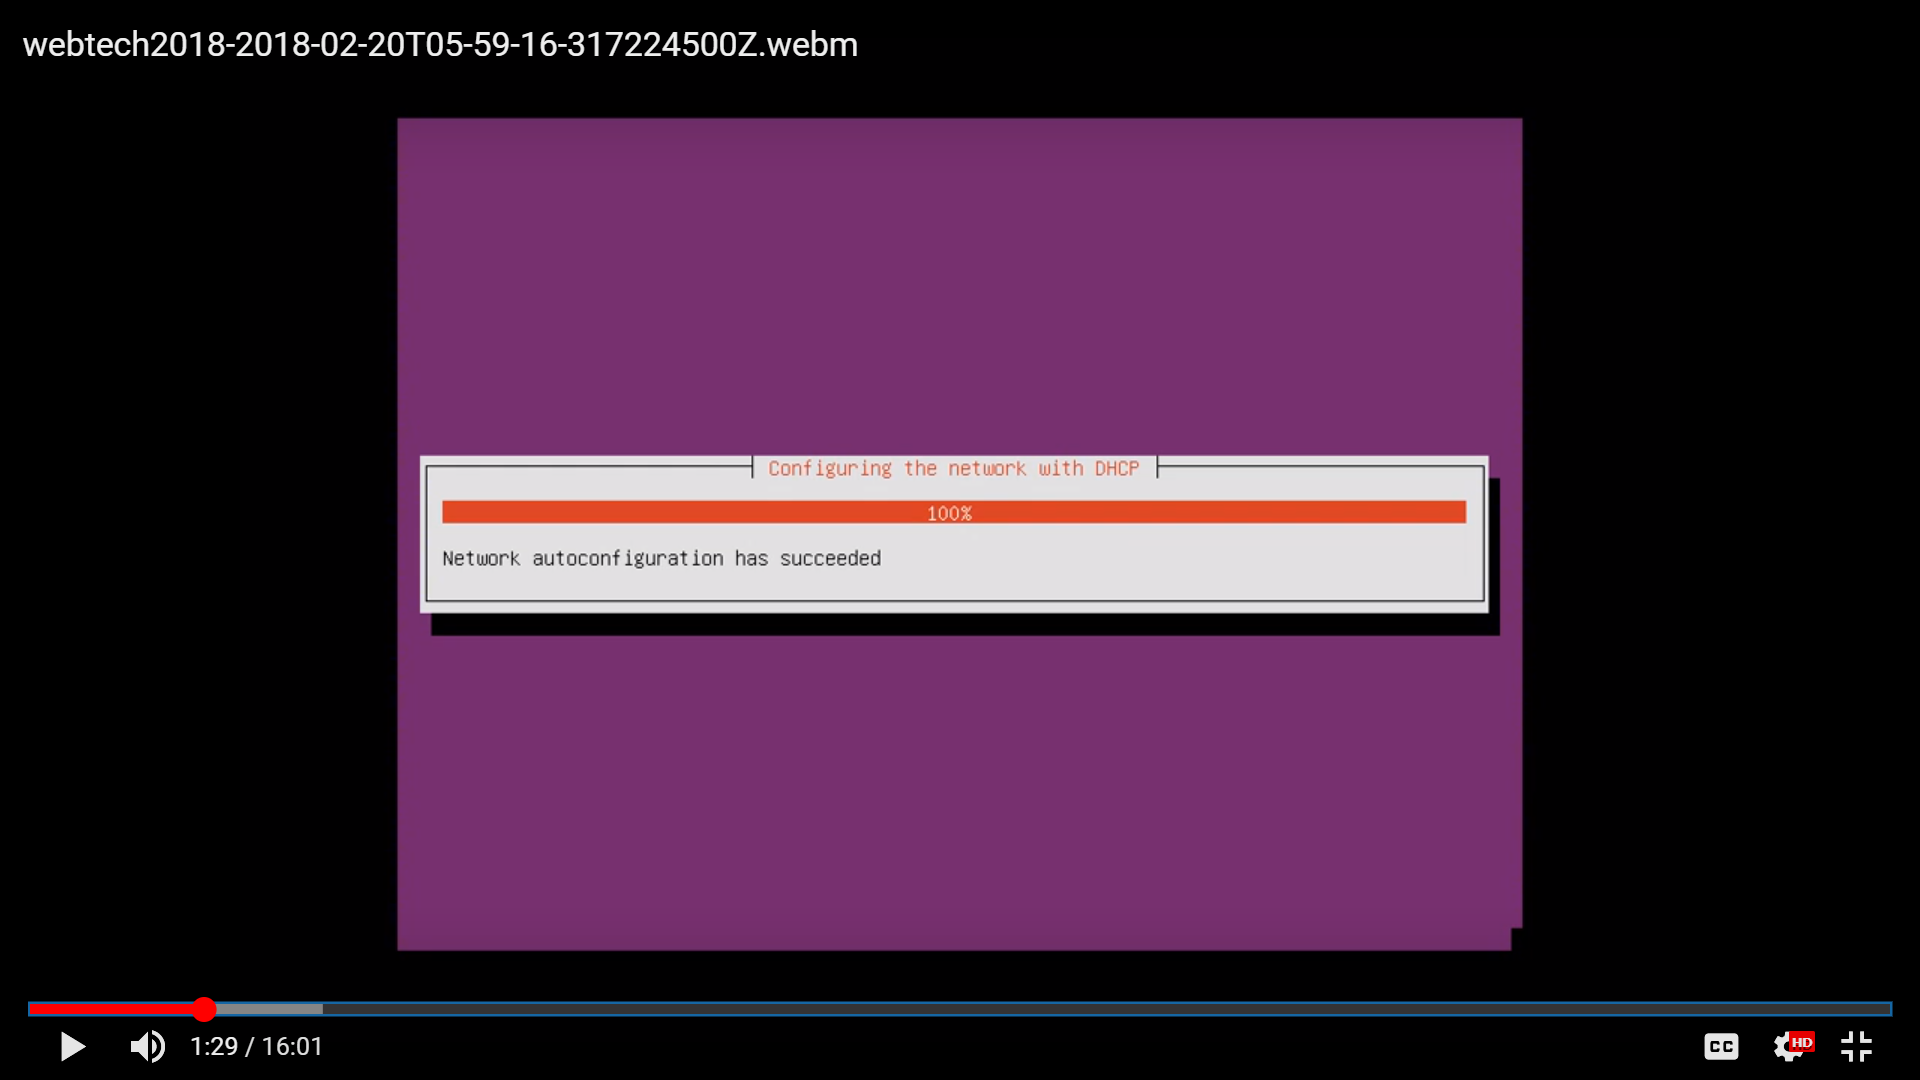 webtech2018-2018-02-20T05-59-16-317224500Z.webm
Configuring the network with DHCP
100%
Network autoconfiguration has succeeded
1:29 / 16:01
CC
HD